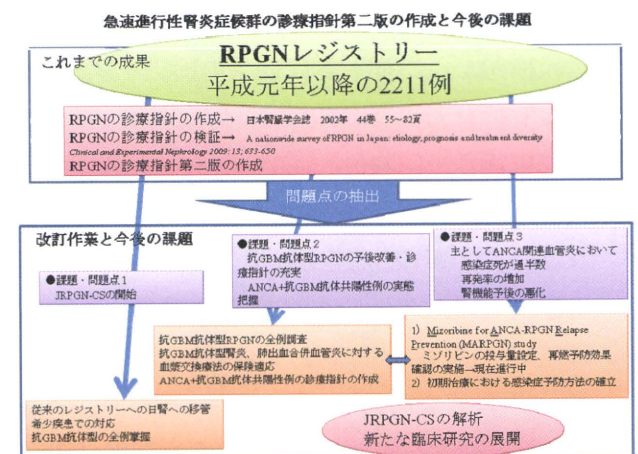 急速進行性腎炎症候群の診療指針第二版の作成と今後の課題
これまでの成果
RPGNレジストリー
平成元年以降の2211例
RPGNの診療指針の作成→ 日本腎臓学会誌 2002年 44巻 55~82頁
RPGNの診療指針の検証→ A nationwide survey of RPGN in Japan: etiology, prognosis and treatment diversity
Clinical and Experimental Nephrology 2009: 13; 633-650
RPGNの診療指針第二版の作成
問題点の抽出
改訂作業と今後の課題
●課題・問題点1
JRPGN-CSの開始
●課題・問題点2
抗GBM抗体型RPGNの予後改善・診
療指針の充実
ANCA+抗GBM抗体共陽性例の実態
把握
●課題・問題点3
主としてANCA関連血管炎において
感染症死が過半数
再発率の増加
腎機能予後の悪化
抗GBM抗体型RPGNの全例調査
抗GBM抗体型腎炎、肺出血合併血管炎に対する
血漿交換療法の保険適応
ANCA+抗GBM抗体共陽性例の診療指針の作成
1) Mizoribine for ANCA-RPGN Relapse
Prevention (MARPGN) study
ミゾリビンの投与量設定、再燃予防効果
確認の実施→現在進行中
2) 初期治療における感染症予防方法の確立
従来のレジストリーへの日腎への移管
希少疾患での対応
抗GBM抗体型の全例掌握
JRPGN-CSの解析
新たな臨床研究の展開